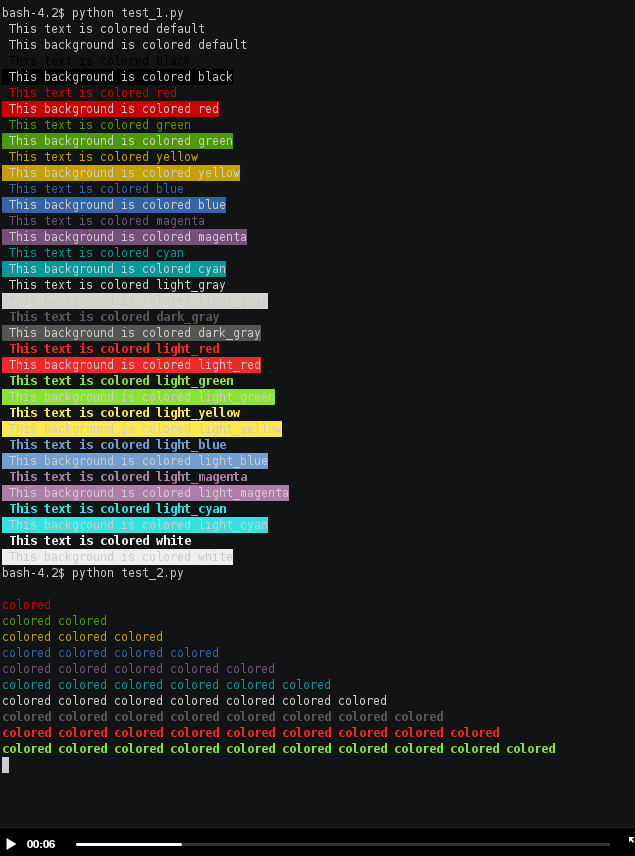 bash-4.2$ python test_1.py
This text is colored default
This background is colored default
This text is colored black
This background is colored black
This text is colored red
This background is colored red
This text is colored green
This background is colored green
This text is colored yellow
This background is colored yellow
This text is colored blue
This background is colored blue
This text is colored magenta
This background is colored magenta
This text is colored cyan
This background is colored cyan
This text is colored light_gray
This background is colored light_gray
This text is colored dark_gray
This background is colored dark_gray
This text is colored light_red
This background is colored light_red
This text is colored light_green
This background is colored light_green
This text is colored light_yellow
This background is colored light_yellow
This text is colored light_blue
This background is colored light_blue
This text is colored light_magenta
This background is colored light_magenta
This text is colored light_cyan
This background is colored light_cyan
This text is colored white
This background is colored white
bash-4.2$ python test_2.py
colored
colored colored
colored colored colored
colored colored colored colored
colored colored colored colored colored
colored colored colored colored colored colored
colored colored colored colored colored colored colored
colored colored colored colored colored colored colored colored
colored colored colored colored colored colored colored colored colored
colored colored colored colored colored colored colored colored colored colored
00:06